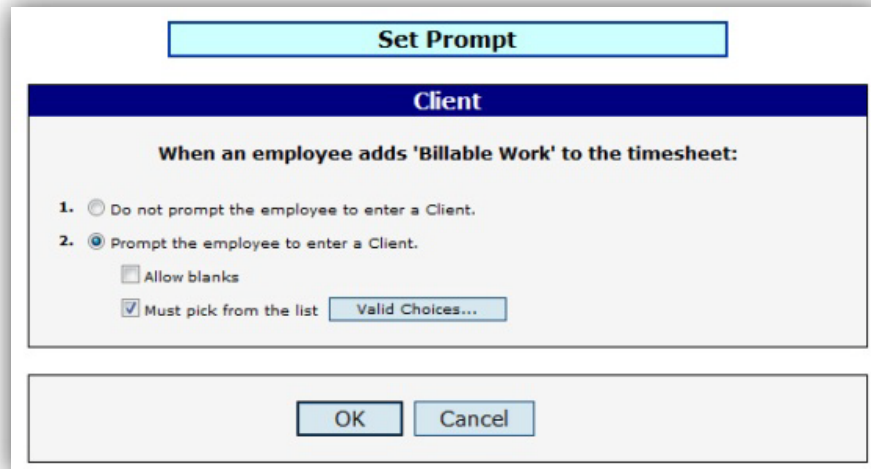 Set Prompt
Client
When an employee adds 'Billable Work' to the timesheet:
1. Do not prompt the employee to enter a Client.
2. Prompt the employee to enter a Client.
Allow blanks
Must pick from the list Valid Choices...
OK Cancel